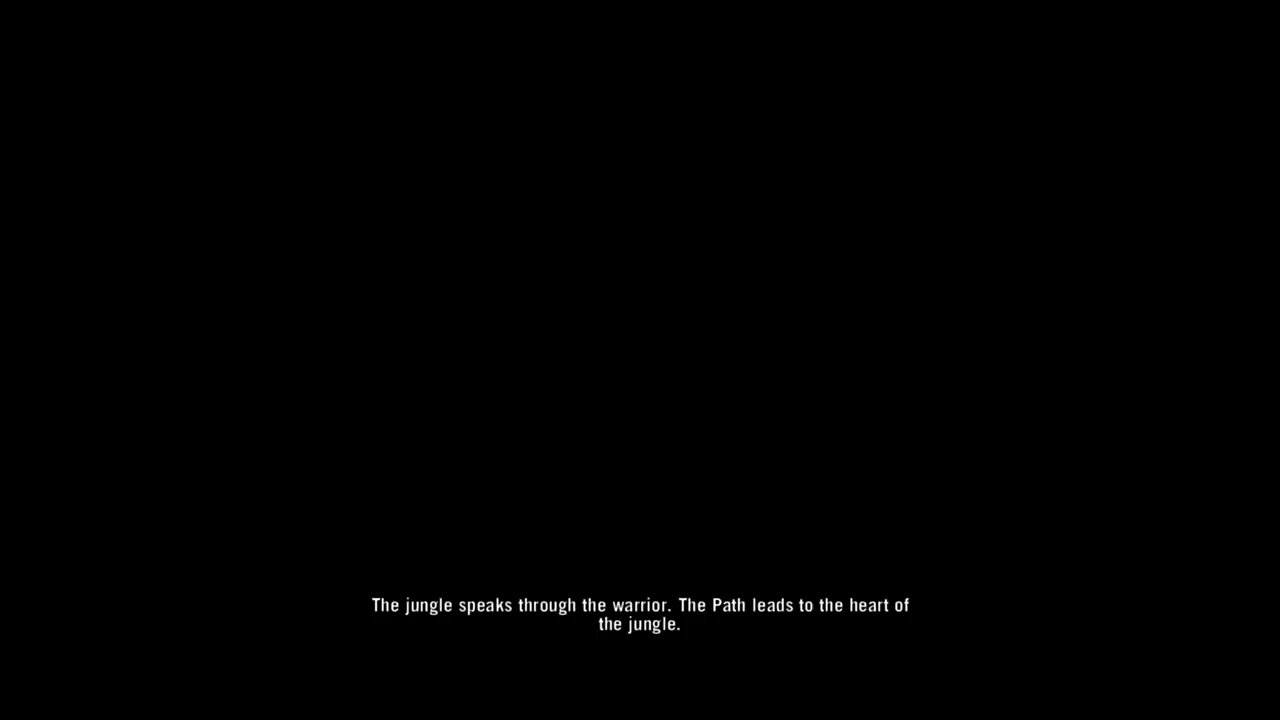 The jungle speaks through the warrior. The Path leads to the heart of
the jungle.